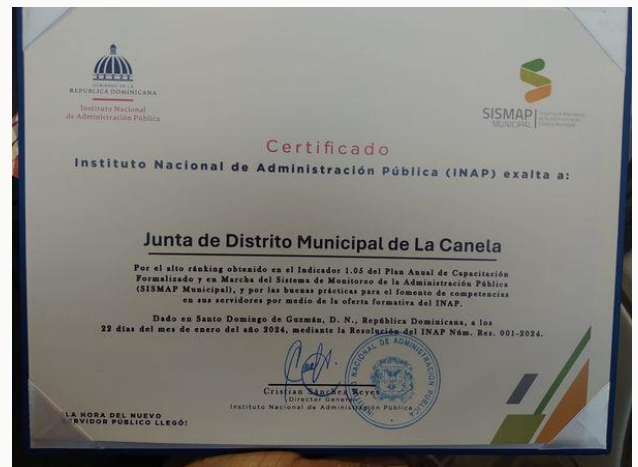 GOBIERNO DE LA
REPÚBLICA DOMINICANA
Instituto Nacional
de Administración Pública
SISMAP
MUNICIPAL
Certificado
Instituto Nacional de Administración Pública (INAP) exalta a:
Junta de Distrito Municipal de La Canela
Por el alto ránking obtenido en el Indicador 1.05 del Plan Anual de Capacitación
Formalizado y en Marcha del Sistema de Monitoreo de la Administración Pública
(SISMAP Municipal), y por las buenas prácticas para el fomento de competencias
en sus servidores por medio de la oferta formativa del INAP.
Dado en Santo Domingo de Guzmán, D. N., República Dominicana, a los
22 días del mes de enero del año 2024, mediante la Resolución del INAP Núm. Res. 001-2024.
Cristian Sánchez Reyes
Director General
Instituto Nacional de Administración Pública
INSTITUTO NACIONAL DE ADMINISTRACIÓN PÚBLICA
LA HORA DEL NUEVO
SERVIDOR PÚBLICO LLEGÓ!